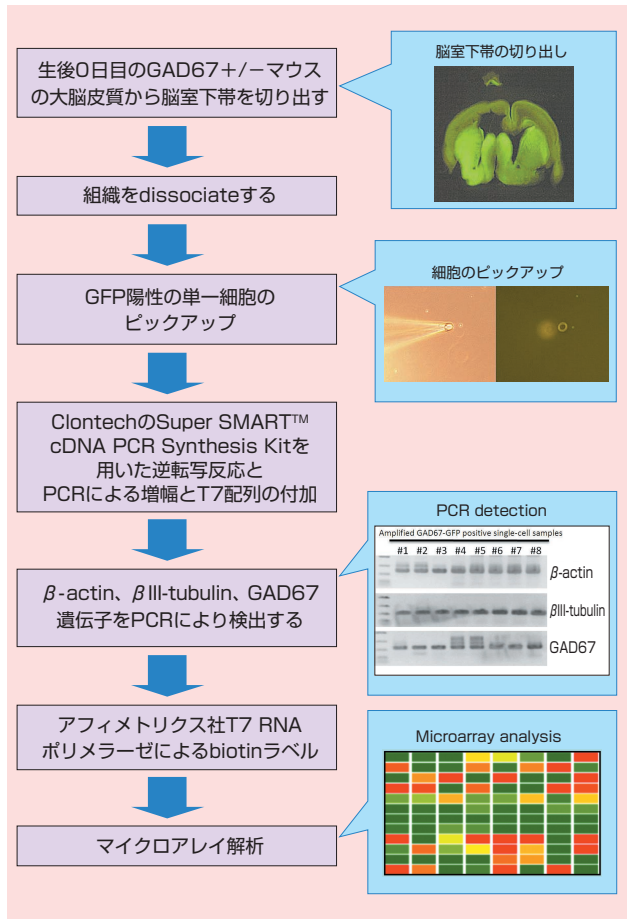 生後0日目のGAD67+/−マウス
の大脳皮質から脳室下帯を切り出す
脳室下帯の切り出し
組織をdissociateする
GFP陽性の単一細胞の
ピックアップ
細胞のピックアップ
ClontechのSuper SMART™
cDNA PCR Synthesis Kitを
用いた逆転写反応と
PCRによる増幅とT7配列の付加
β-actin、βIII-tubulin、GAD67
遺伝子をPCRにより検出する
PCR detection
Amplified GAD67-GFP positive single-cell samples
#1 #2 #3 #4 #5 #6 #7 #8
β-actin
βIII-tubulin
GAD67
アフィメトリクス社T7 RNA
ポリメラーゼによるbiotinラベル
マイクロアレイ解析
Microarray analysis